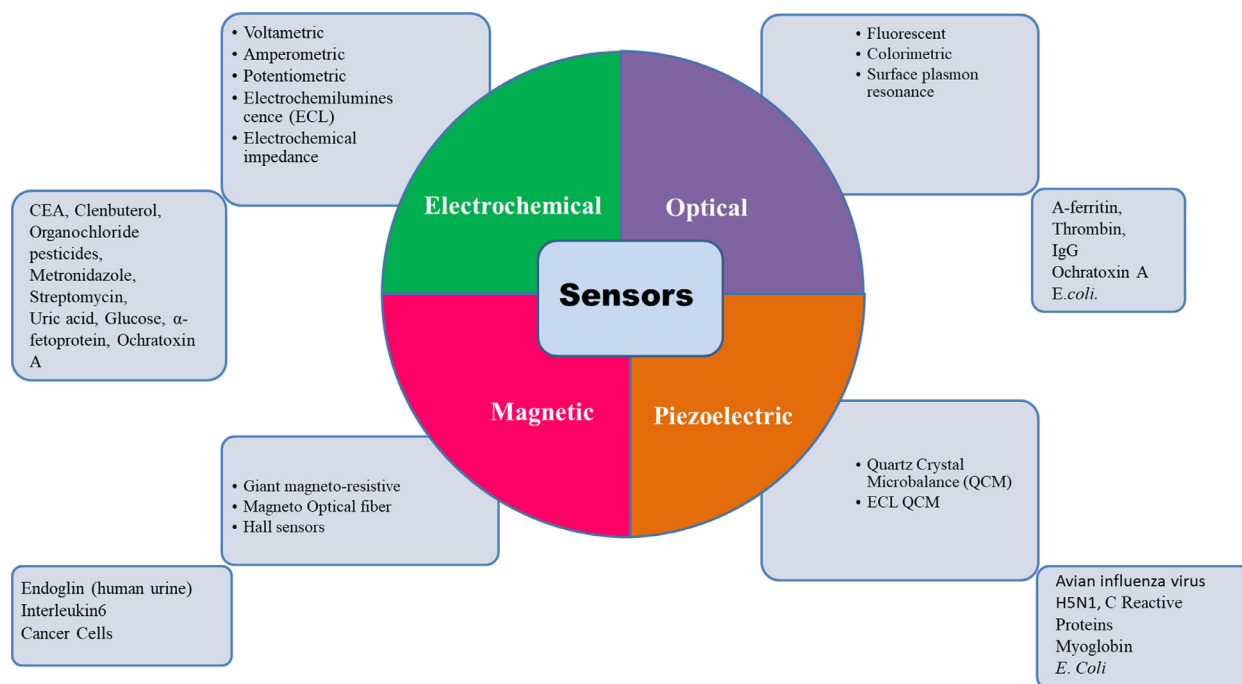 • Voltametric
• Amperometric
• Potentiometric
• Electrochemilumines
cence (ECL)
• Electrochemical
impedance
• Fluorescent
• Colorimetric
• Surface plasmon
resonance
CEA, Clenbuterol,
Organochloride
pesticides,
Metronidazole,
Streptomycin,
Uric acid, Glucose, α-
fetoprotein, Ochratoxin
A
Electrochemical
Optical
A-ferritin,
Thrombin,
IgG
Ochratoxin A
E.coli.
Sensors
Magnetic
Piezoelectric
• Giant magneto-resistive
• Magneto Optical fiber
• Hall sensors
• Quartz Crystal
Microbalance (QCM)
• ECL QCM
Endoglin (human urine)
Interleukin6
Cancer Cells
Avian influenza virus
H5N1, C Reactive
Proteins
Myoglobin
E. Coli